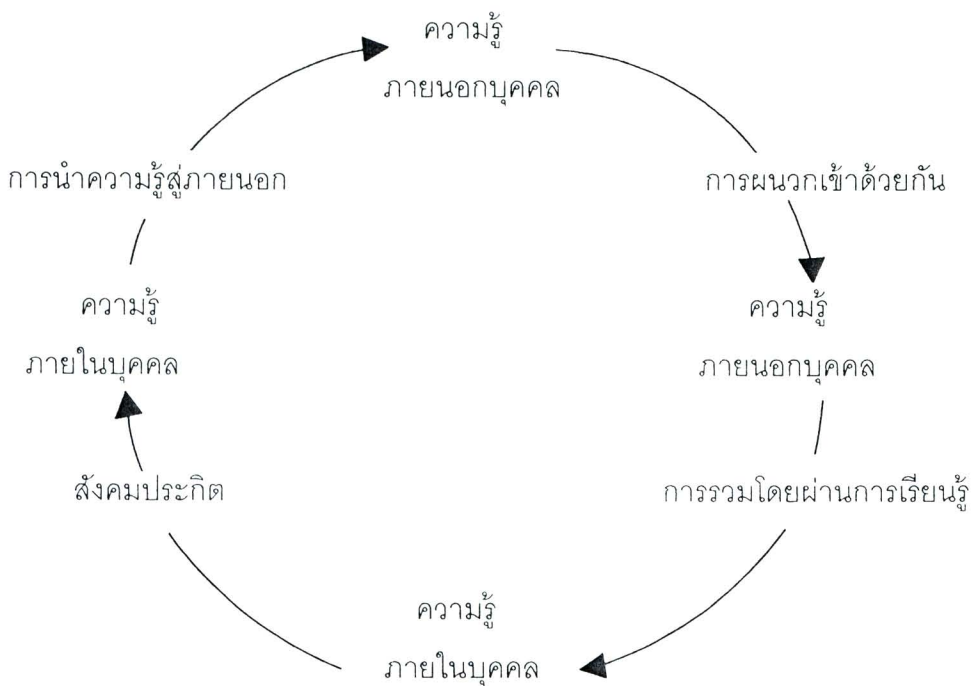 ความรู้
ภายนอกบุคคล
การนำความรู้สู่ภายนอก
การผนวกเข้าด้วยกัน
ความรู้
ภายในบุคคล
ความรู้
ภายนอกบุคคล
สังคมประกิต
การรวมโดยผ่านการเรียนรู้
ความรู้
ภายในบุคคล